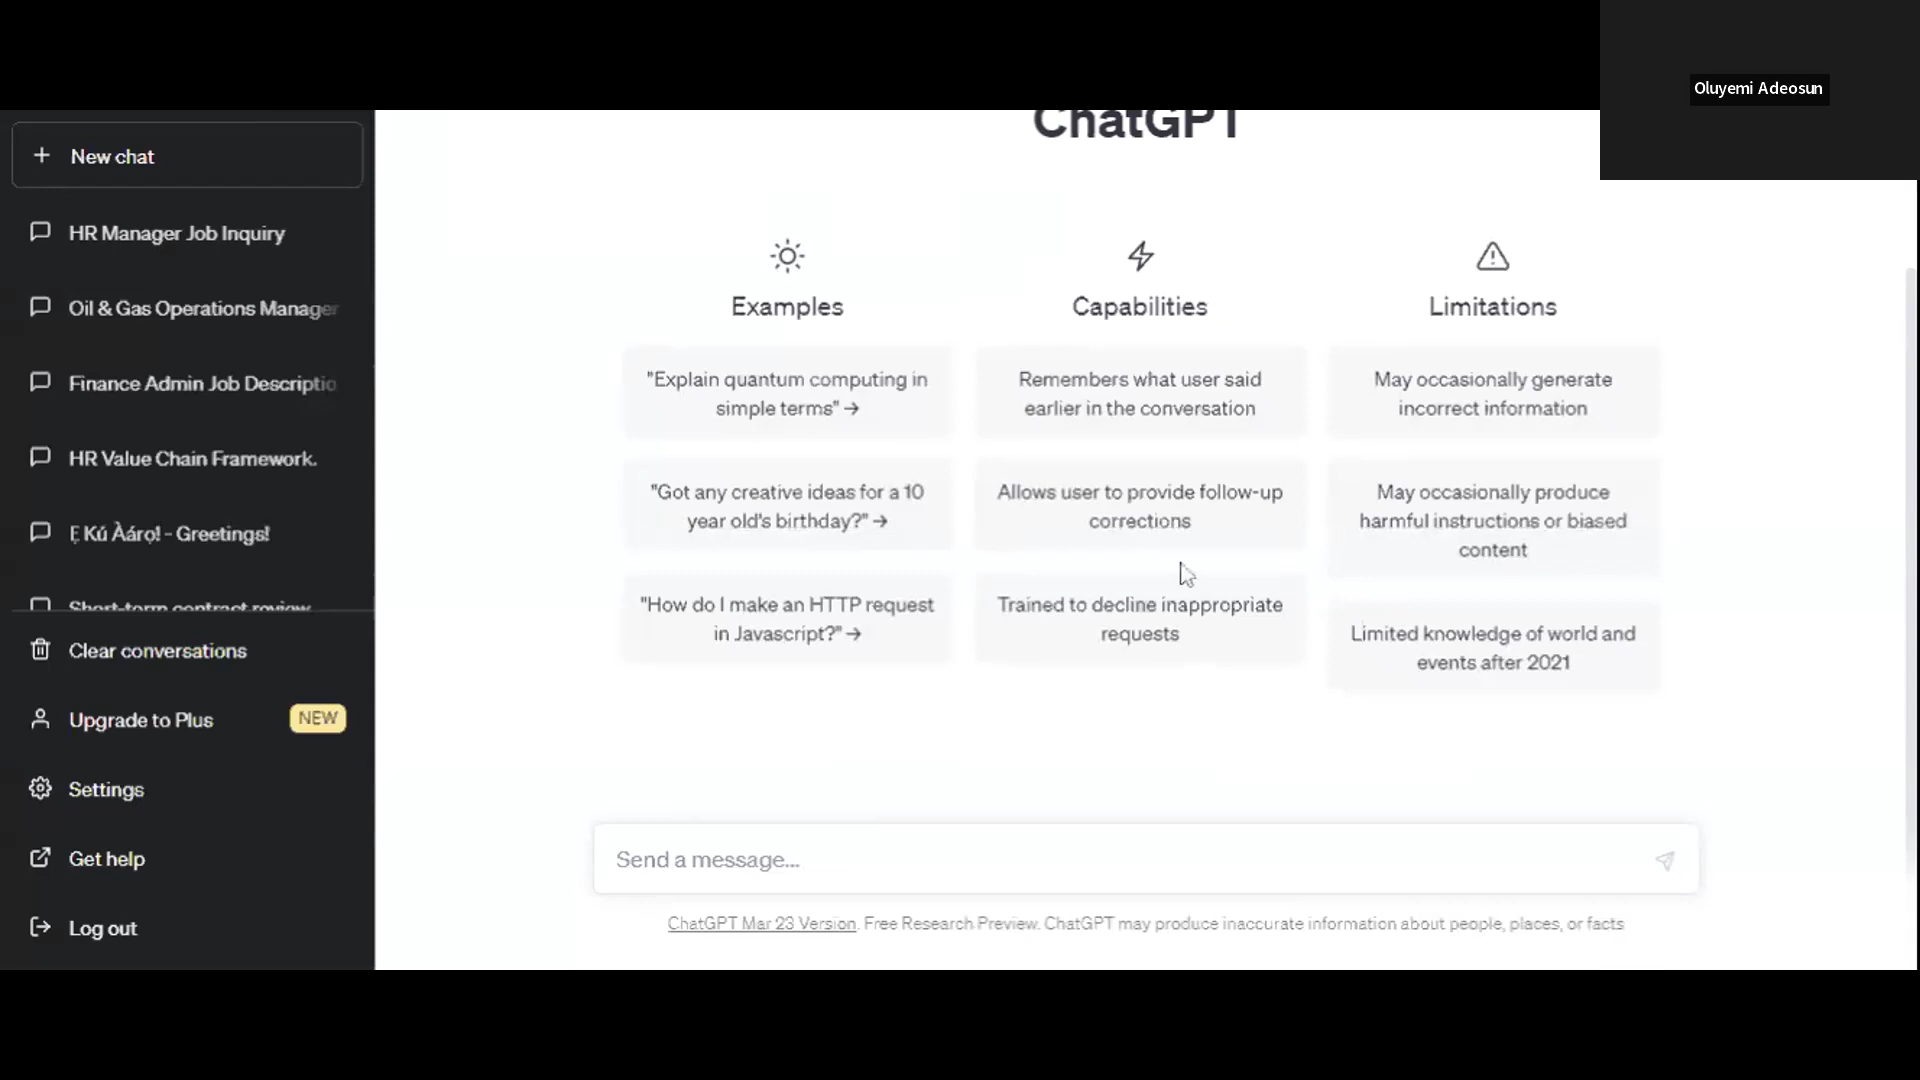 Oluyemi Adeosun
ChatGPT
New chat
HR Manager Job Inquiry
Oil & Gas Operations Manager
Finance Admin Job Descriptio
HR Value Chain Framework.
Ẹ Kú Àárọ! - Greetings!
Short-term contract review
Clear conversations
Upgrade to Plus NEW
Settings
Get help
Log out
Examples
"Explain quantum computing in
simple terms" →
"Got any creative ideas for a 10
year old's birthday?" →
"How do I make an HTTP request
in Javascript?" →
Capabilities
Remembers what user said
earlier in the conversation
Allows user to provide follow-up
corrections
Trained to decline inappropriate
requests
Limitations
May occasionally generate
incorrect information
May occasionally produce
harmful instructions or biased
content
Limited knowledge of world and
events after 2021
Send a message...
ChatGPT Mar 23 Version. Free Research Preview. ChatGPT may produce inaccurate information about people, places, or facts